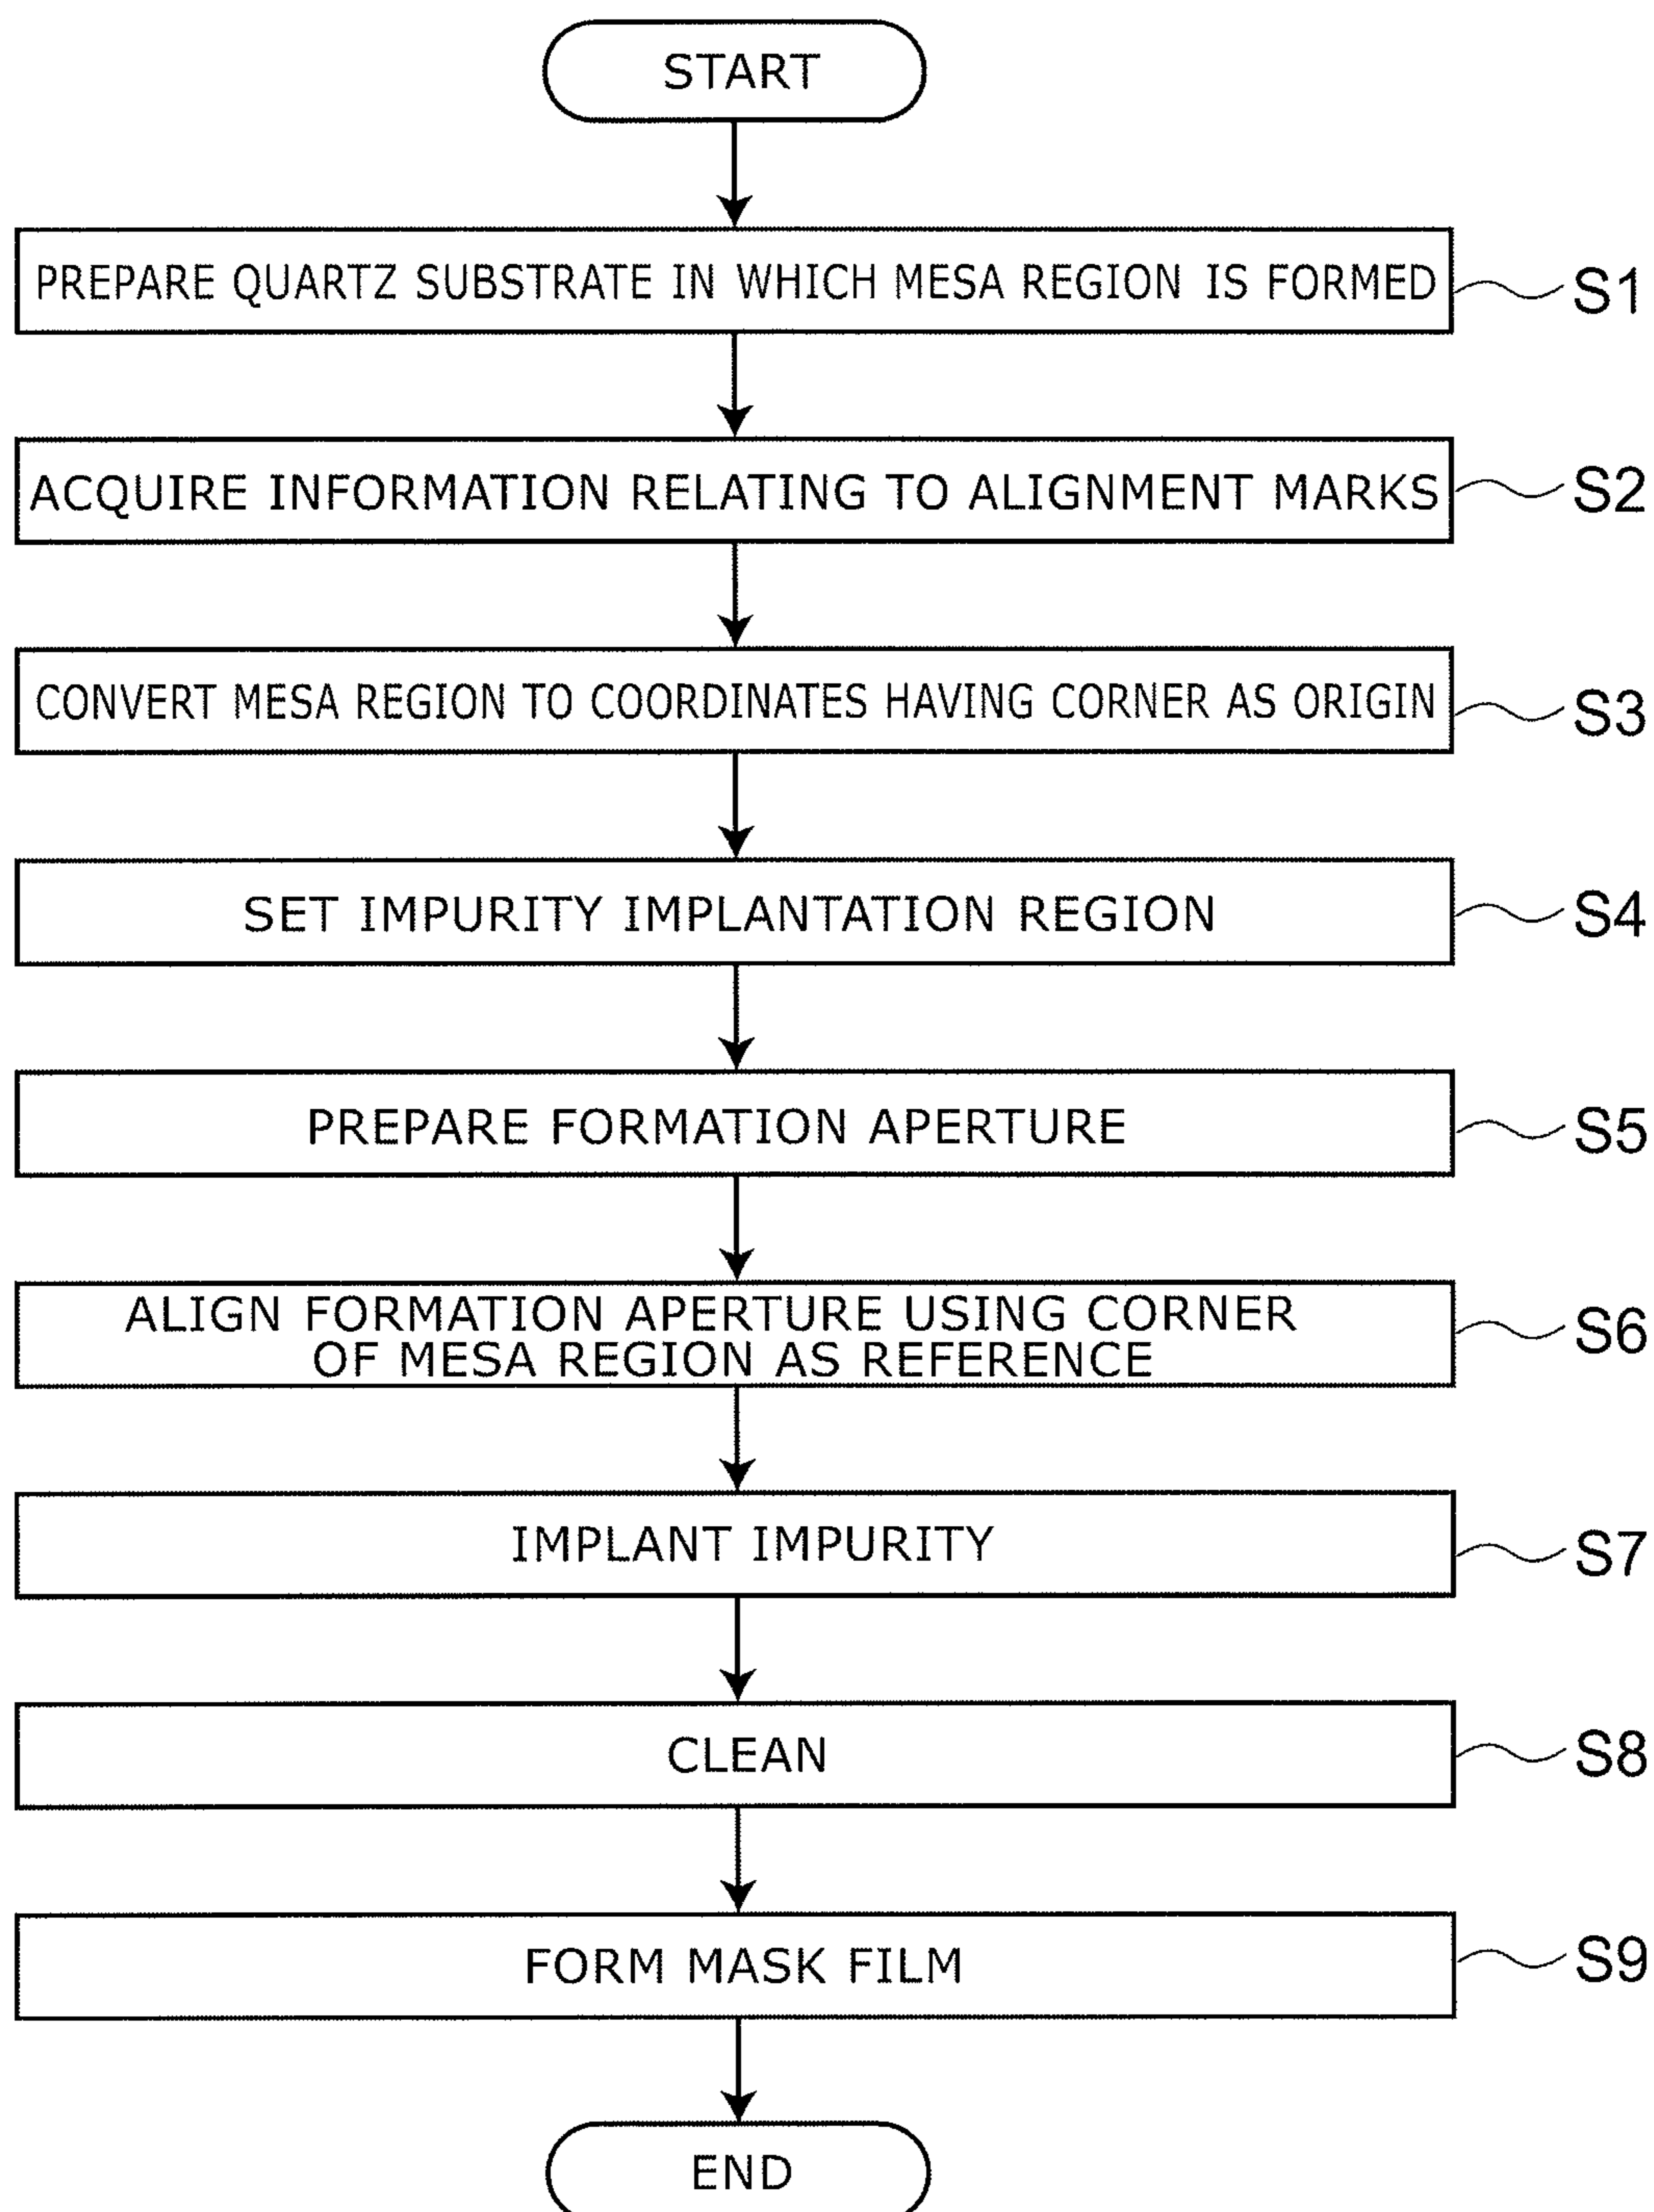 START
PREPARE QUARTZ SUBSTRATE IN WHICH MESA REGION IS FORMED
S1
ACQUIRE INFORMATION RELATING TO ALIGNMENT MARKS
S2
CONVERT MESA REGION TO COORDINATES HAVING CORNER AS ORIGIN
S3
SET IMPURITY IMPLANTATION REGION
S4
PREPARE FORMATION APERTURE
S5
ALIGN FORMATION APERTURE USING CORNER
OF MESA REGION AS REFERENCE
S6
IMPLANT IMPURITY
S7
CLEAN
S8
FORM MASK FILM
S9
END